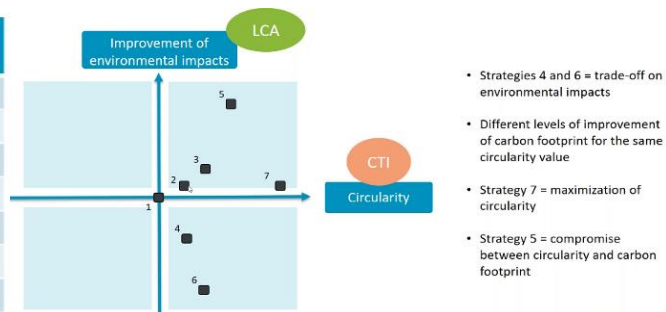 LCA
Improvement of
environmental impacts
5
3
2
7
1
4
6
CTI
Circularity
• Strategies 4 and 6 = trade-off on
environmental impacts
• Different levels of improvement
of carbon footprint for the same
circularity value
• Strategy 7 = maximization of
circularity
• Strategy 5 = compromise
between circularity and carbon
footprint